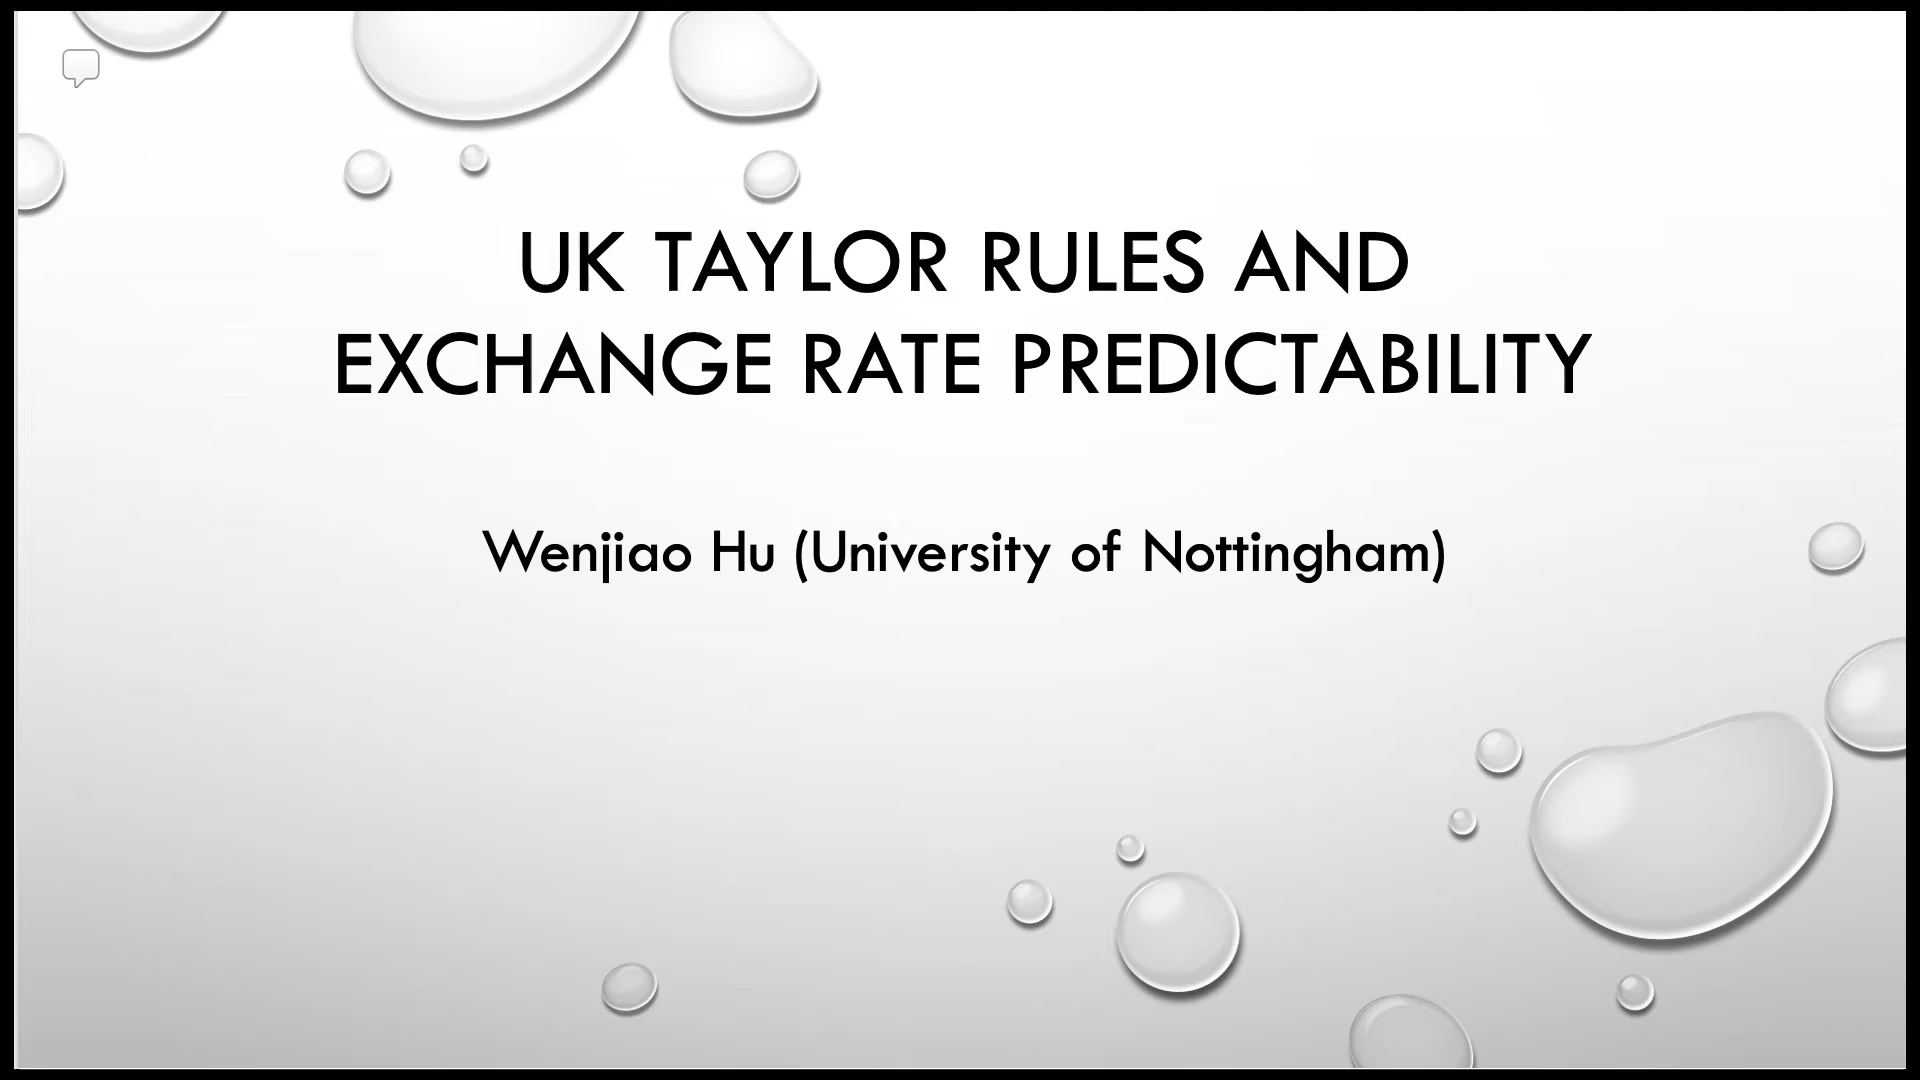 UK TAYLOR RULES AND
EXCHANGE RATE PREDICTABILITY
Wenjiao Hu (University of Nottingham)